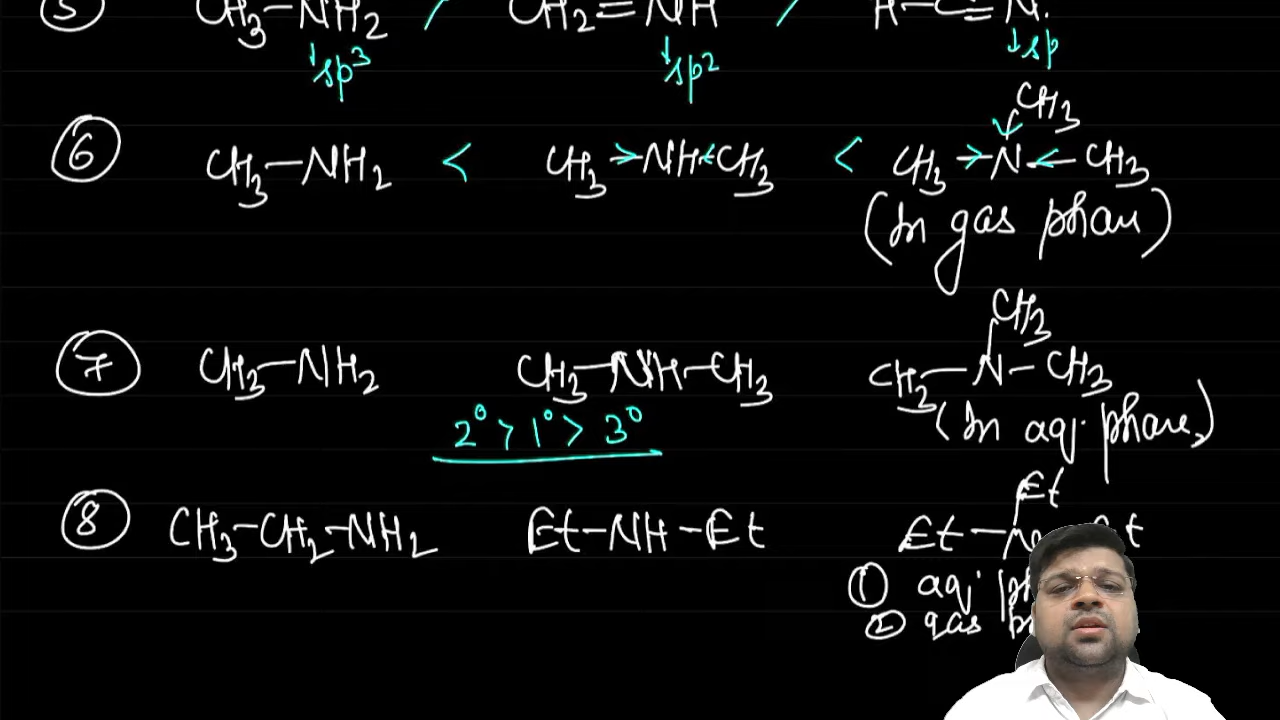 5 CH3-NH2 > CH2=NH > H-C≡N:
↓sp3 ↓sp2 ↓sp
6 CH3-NH2 < CH3→NH←CH3 < CH3→N←CH3
CH3
(In gas phase)
7 CH3-NH2 CH3-NH-CH3 CH3-N-CH3
CH3
2° > 1° > 3° (In aq. phase)
8 CH3-CH2-NH2 Et-NH-Et Et-N-Et
Et
① aq.
② gas